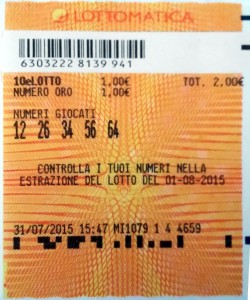 LOTTOMATICA
6303222 8139 941
10eLOTTO 1,00€ TOT. 2,00€
NUMERO ORO 1,00€
NUMERI GIOCATI
12 26 34 56 64
CONTROLLA I TUOI NUMERI NELLA
ESTRAZIONE DEL LOTTO DEL 01-08-2015
31/07/2015 15:47 MI1079 1 4 4659